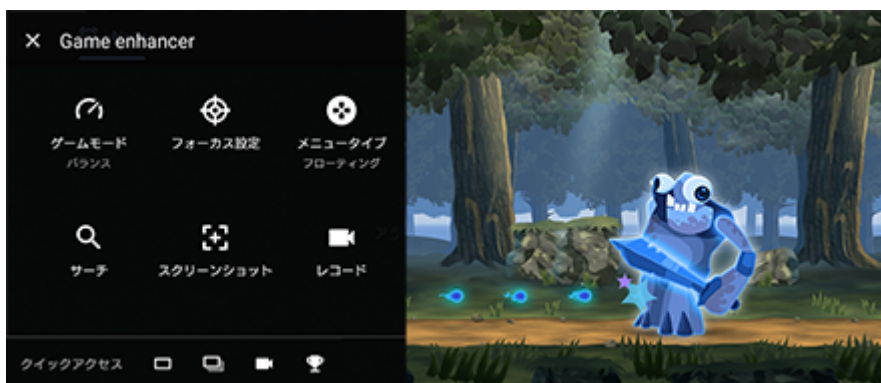 Game enhancer
ゲームモード
バランス
フォーカス設定
メニュータイプ
フローティング
サーチ
スクリーンショット
レコード
クイックアクセス